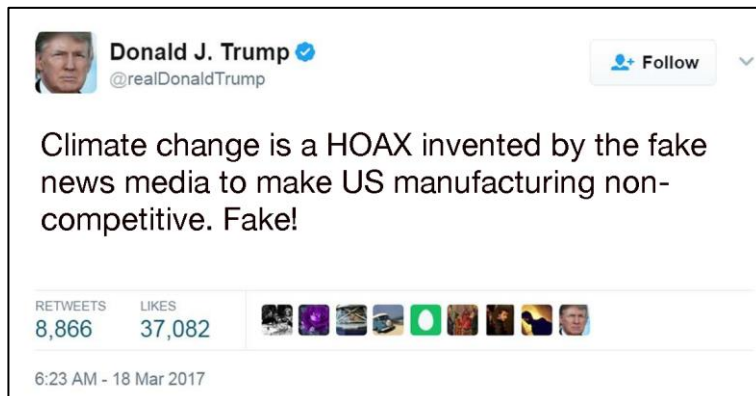 Donald J. Trump
@realDonaldTrump
Follow
Climate change is a HOAX invented by the fake
news media to make US manufacturing non-
competitive. Fake!
RETWEETS LIKES
8,866 37,082
6:23 AM - 18 Mar 2017